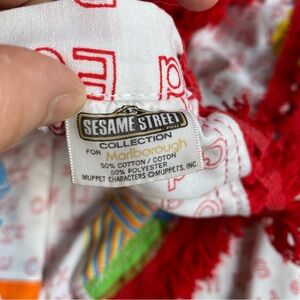 SESAME STREET
COLLECTION
FOR Marlborough
50% COTTON / COTON
50% POLYESTER
MUPPET CHARACTERS ©MUPPETS, INC.